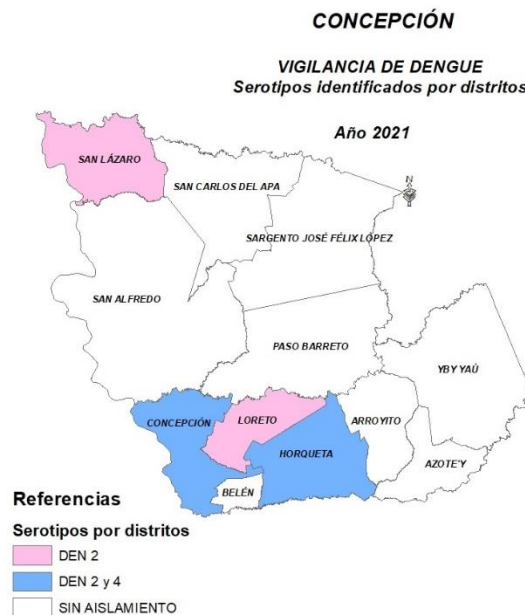 CONCEPCIÓN
VIGILANCIA DE DENGUE
Serotipos identificados por distritos
Año 2021
N
SAN LÁZARO
SAN CARLOS DEL APA
SARGENTO JOSÉ FÉLIX LÓPEZ
SAN ALFREDO
PASO BARRETO
YBY YAÚ
CONCEPCIÓN
LORETO
ARROYITO
HORQUETA
AZOTE'Y
BELÉN
Referencias
Serotipos por distritos
DEN 2
DEN 2 y 4
SIN AISLAMIENTO